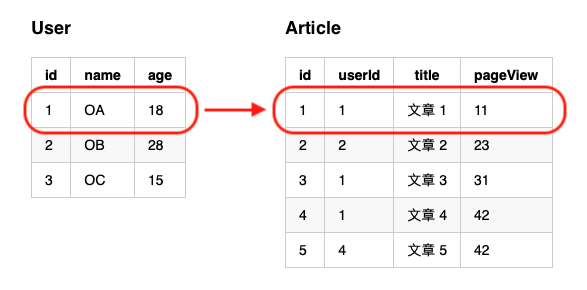 User
id name age
1 OA 18
2 OB 28
3 OC 15
Article
id userId title pageView
1 1 文章 1 11
2 2 文章 2 23
3 1 文章 3 31
4 1 文章 4 42
5 4 文章 5 42